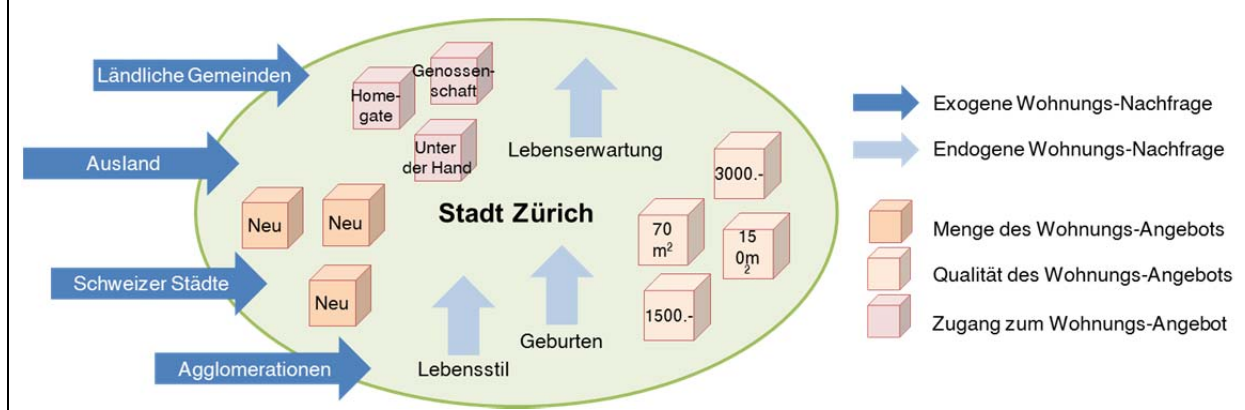 Ländliche Gemeinden
Ausland
Schweizer Städte
Agglomerationen
Home-
gate
Genossen-
schaft
Unter
der Hand
Lebenserwartung
Neu
Neu
Neu
Stadt Zürich
3000.-
70
m²
15
0m
2
1500.-
Geburten
Lebensstil
Exogene Wohnungs-Nachfrage
Endogene Wohnungs-Nachfrage
Menge des Wohnungs-Angebots
Qualität des Wohnungs-Angebots
Zugang zum Wohnungs-Angebot